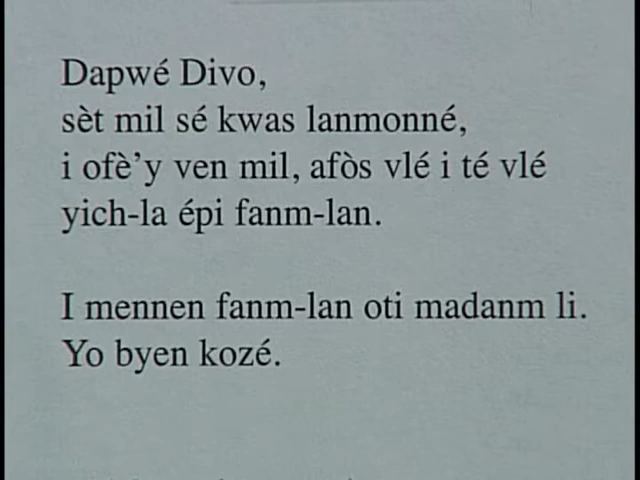 Dapwé Divo,
sèt mil sé kwas lanmonné,
i ofè’y ven mil, afòs vlé i té vlé
yich-la épi fanm-lan.
I mennen fanm-lan oti madanm li.
Yo byen kozé.